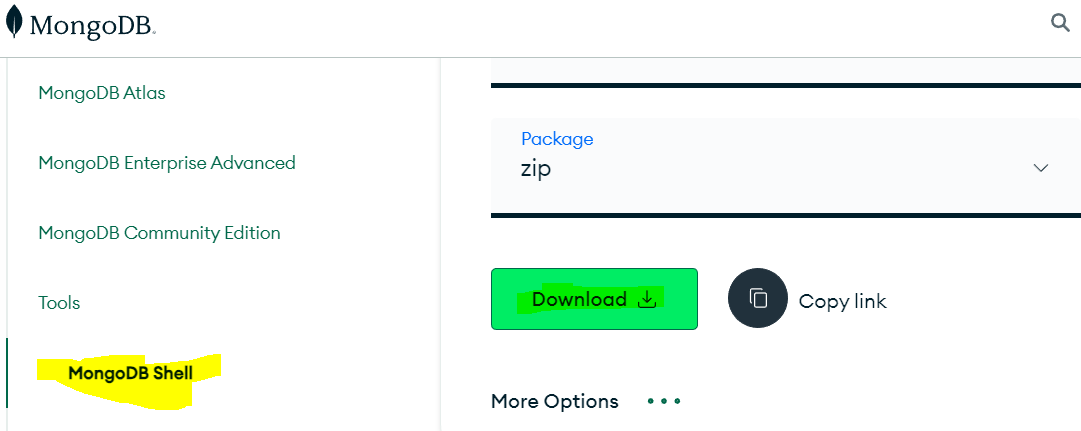 MongoDB.
MongoDB Atlas
MongoDB Enterprise Advanced
MongoDB Community Edition
Tools
MongoDB Shell
Package
zip
Download
Copy link
More Options